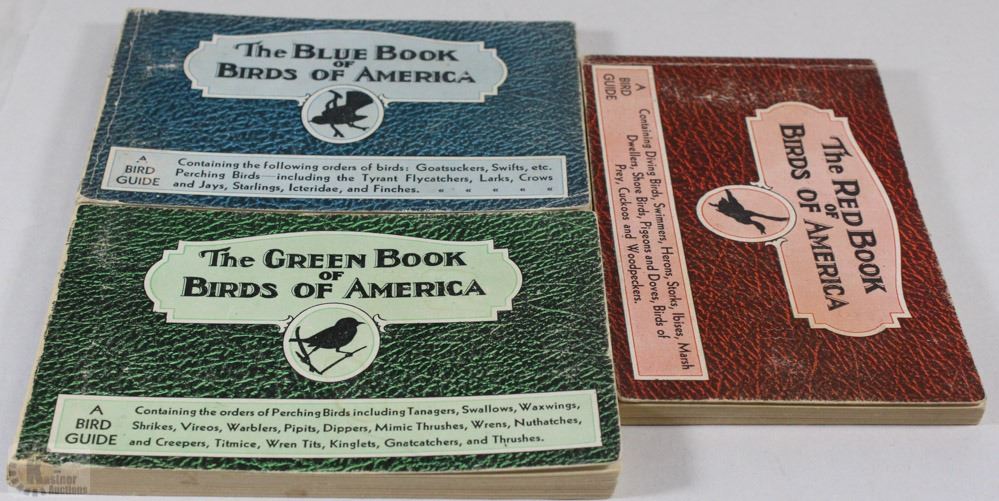 The BLUE BOOK
OF
BIRDS OF AMERICA
A
BIRD
GUIDE
Containing the following orders of birds: Goatsuckers, Swifts, etc.
Perching Birds—including the Tyrant Flycatchers, Larks, Crows
and Jays, Starlings, Icteridae, and Finches. « « « « «
The GREEN BOOK
OF
BIRDS OF AMERICA
A
BIRD
GUIDE
Containing the orders of Perching Birds including Tanagers, Swallows, Waxwings,
Shrikes, Vireos, Warblers, Pipits, Dippers, Mimic Thrushes, Wrens, Nuthatches,
and Creepers, Titmice, Wren Tits, Kinglets, Gnatcatchers, and Thrushes.
The RED BOOK
OF
BIRDS OF AMERICA
A
BIRD
GUIDE
Containing Diving Birds, Swimmers, Herons, Storks, Ibises, Marsh
Dwellers, Shore Birds, Pigeons and Doves, Birds of
Prey, Cuckoos and Woodpeckers.
Kastner
Auctions